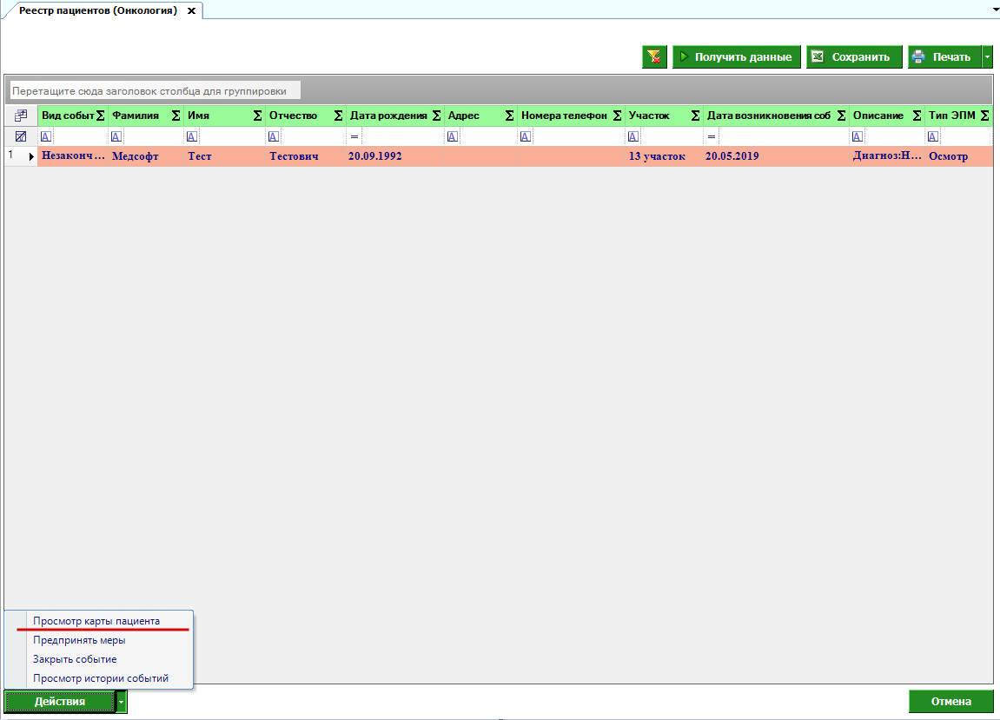 Реестр пациентов (Онкология)
Получить данные Сохранить Печать
Перетащите сюда заголовок столбца для группировки
Вид событ Фамилия Имя Отчество Дата рождения Адрес Номера телефон Участок Дата возникновения соб Описание Тип ЭПМ
A A A A = A A A = A A
1 Незаконч... Медсофт Тест Тестович 20.09.1992 13 участок 20.05.2019 Диагноз:Н... Осмотр
Просмотр карты пациента
Предпринять меры
Закрыть событие
Просмотр истории событий
Действия Отмена